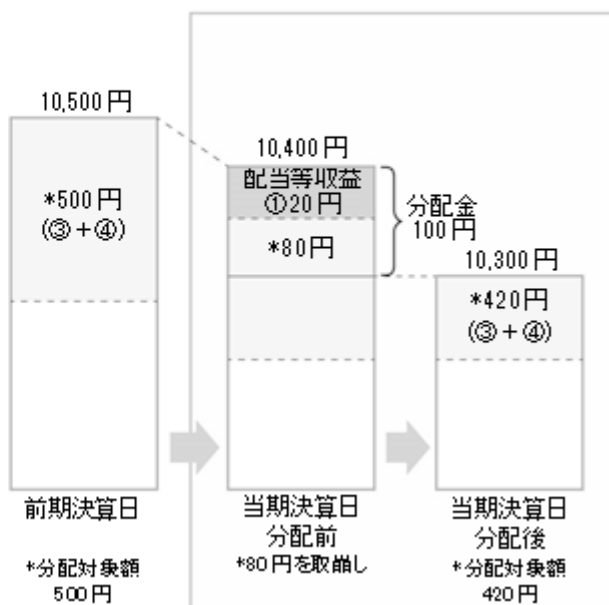 10,500円
*500円
(③+④)
前期決算日
*分配対象額
500円
10,400円
配当等収益
①20円
*80円
分配金
100円
当期決算日
分配前
*80円を取崩し
10,300円
*420円
(③+④)
当期決算日
分配後
*分配対象額
420円